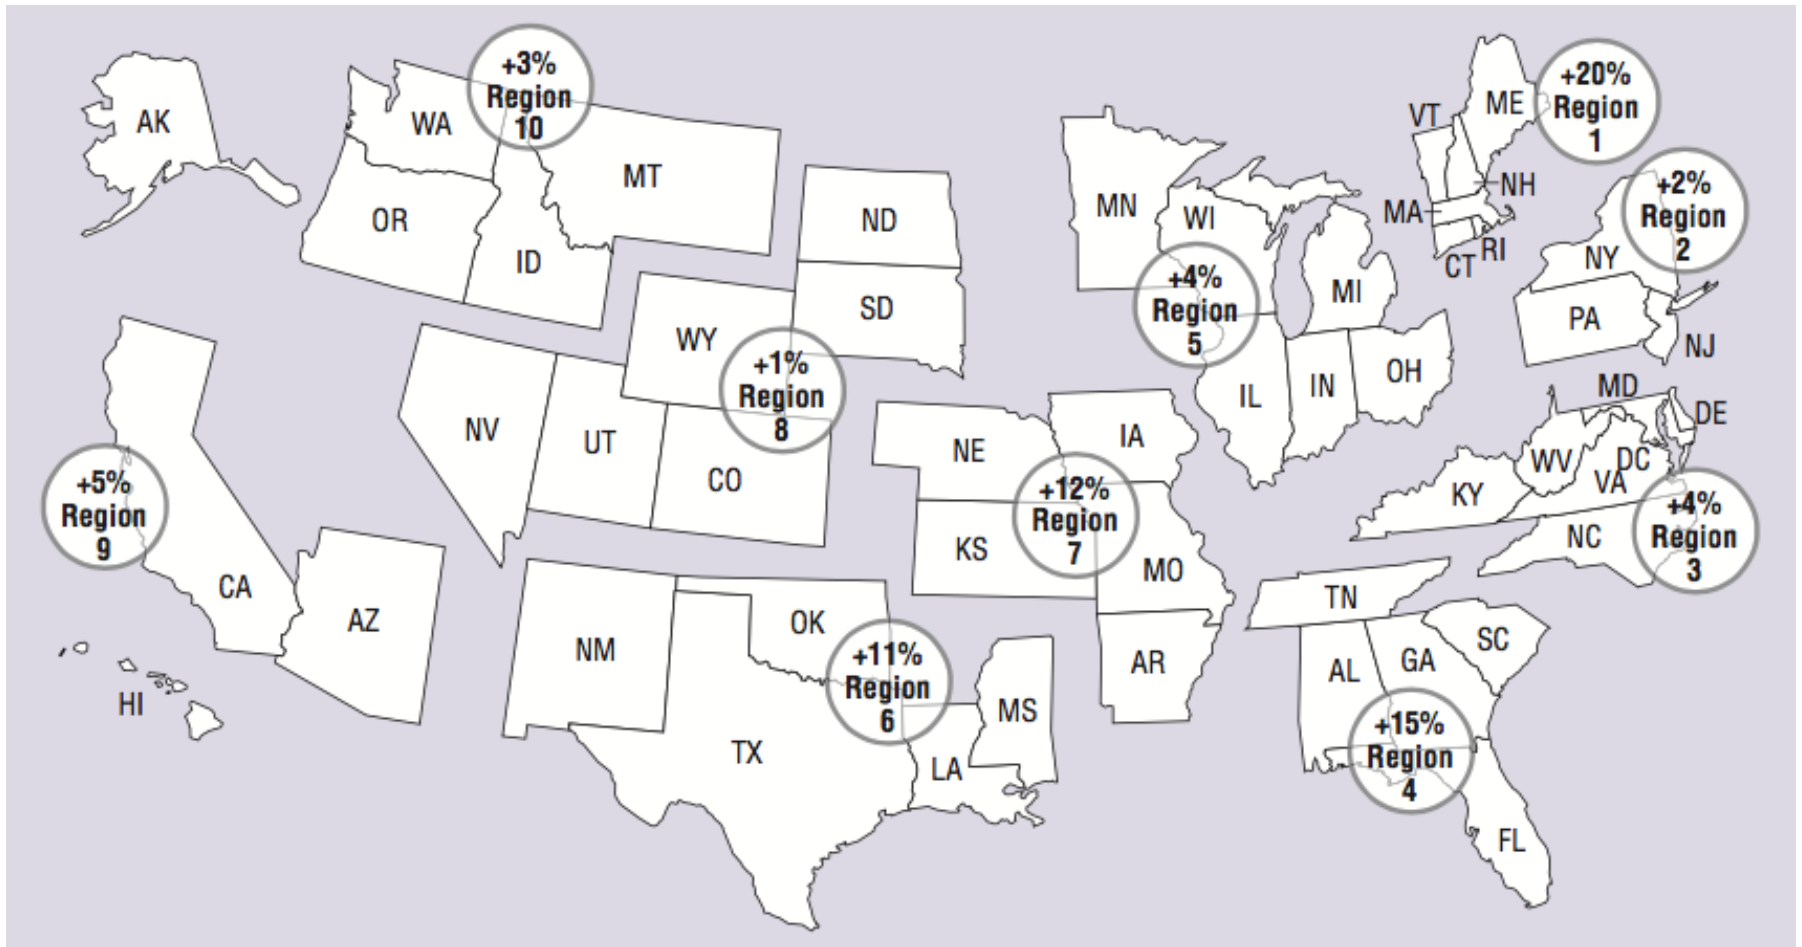 AK
WA
+3%
Region
10
MT
OR
ID
ND
SD
WY
+1%
Region
8
NV
UT
CO
+5%
Region
9
CA
AZ
HI
NM
OK
TX
+11%
Region
6
LA
MS
NE
IA
KS
+12%
Region
7
MO
AR
MN
WI
+4%
Region
5
MI
IL
IN
OH
VT
ME
+20%
Region
1
NH
MA
CT
RI
+2%
Region
2
NY
PA
NJ
MD
DE
WV
DC
VA
KY
NC
+4%
Region
3
TN
SC
AL
GA
+15%
Region
4
FL